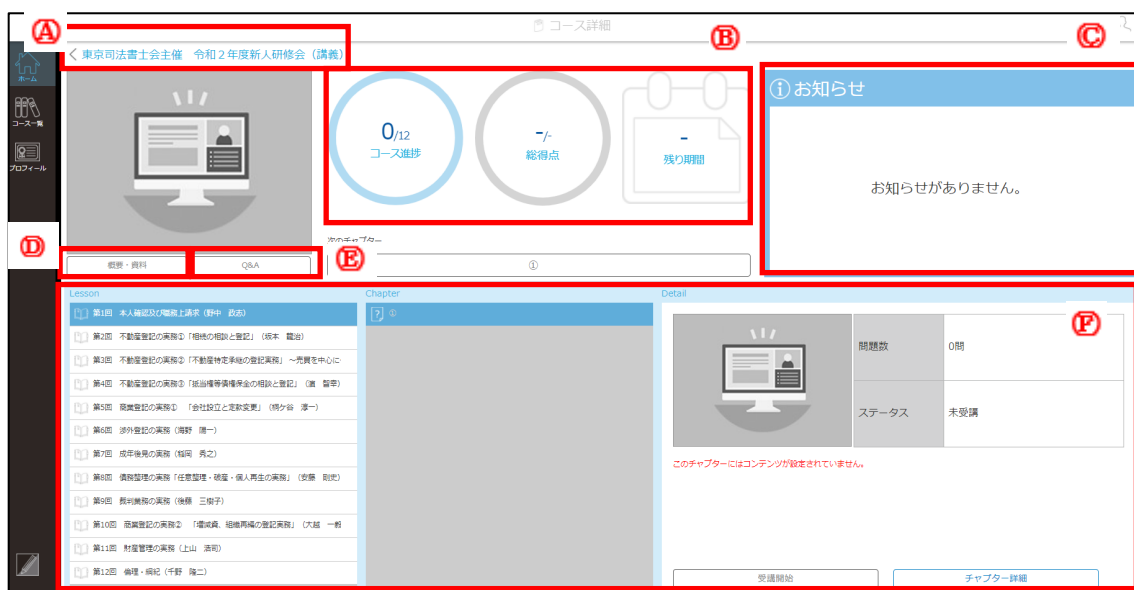 コース詳細
Ⓐ
Ⓑ
Ⓒ
東京司法書士会主催 令和2年度新人研修会(講義)
ホーム
コース一覧
プロフィール
0/12
コース進捗
-/-
総得点
-
残り期間
お知らせ
お知らせがありません。
Ⓓ
Ⓔ
次のチャプター
概要・資料
Q&A
①
Lesson
Chapter
Detail
第1回 本人確認及び職務上請求(野中 政志)
① 
Ⓕ
第2回 不動産登記の実務①「相続の相談と登記」(坂本 龍治)
第3回 不動産登記の実務②「不動産特定承継の登記実務」 ~売買を中心に
第4回 不動産登記の実務③「抵当権等債権保全の相談と登記」( 智幸)
第5回 商業登記の実務① 「会社設立と定款変更」(桐ケ谷 淳一)
第6回 渉外登記の実務(海野 陽一)
第7回 成年後見の実務(稲岡 秀之)
第8回 債務整理の実務「任意整理・破産・個人再生の実務」(安藤 剛史)
第9回 裁判業務の実務(後藤 三樹子)
第10回 商業登記の実務② 「増減資、組織再編の登記実務」(大越 一毅
第11回 財産管理の実務(上山 浩司)
第12回 倫理・綱紀(千野 隆二)
問題数
0問
ステータス
未受講
このチャプターにはコンテンツが設定されていません。
受講開始
チャプター詳細